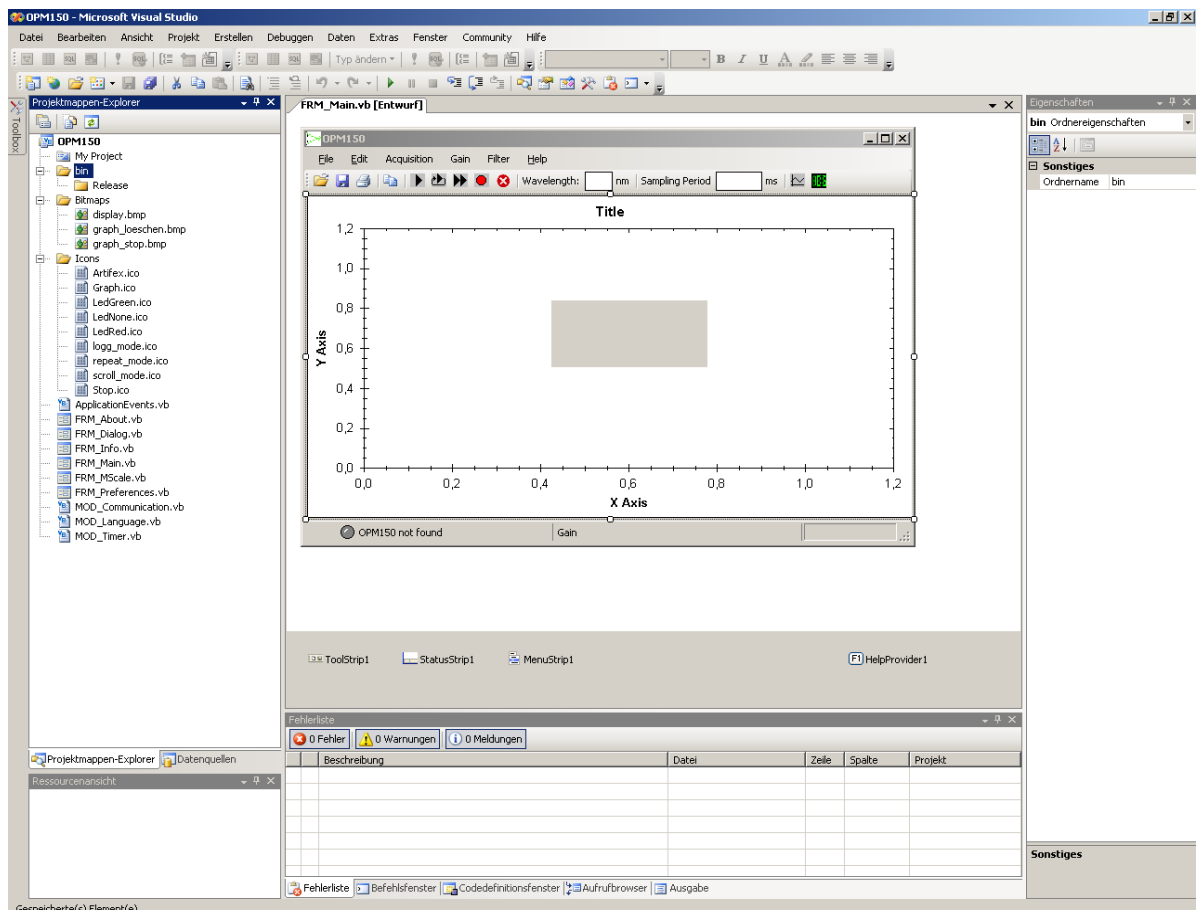 OPM150 - Microsoft Visual Studio
Datei Bearbeiten Ansicht Projekt Erstellen Debuggen Daten Extras Fenster Community Hilfe
Typ ändern
Toolbox
Projektmappen-Explorer
OPM150
My Project
bin
Release
Bitmaps
display.bmp
graph_loeschen.bmp
graph_stop.bmp
Icons
Artifex.ico
Graph.ico
LedGreen.ico
LedNone.ico
LedRed.ico
logg_mode.ico
repeat_mode.ico
scroll_mode.ico
Stop.ico
ApplicationEvents.vb
FRM_About.vb
FRM_Dialog.vb
FRM_Info.vb
FRM_Main.vb
FRM_MScale.vb
FRM_Preferences.vb
MOD_Communication.vb
MOD_Language.vb
MOD_Timer.vb
Projektmappen-Explorer Datenquellen
Ressourcenansicht
FRM_Main.vb [Entwurf]
OPM150
File Edit Acquisition Gain Filter Help
Wavelength: nm Sampling Period ms
Title
Y Axis
1,2
1,0
0,8
0,6
0,4
0,2
0,0
0,0 0,2 0,4 0,6 0,8 1,0 1,2
X Axis
OPM150 not found Gain
ToolStrip1 StatusStrip1 MenuStrip1 HelpProvider1
Fehlerliste
0 Fehler 0 Warnungen 0 Meldungen
Beschreibung Datei Zeile Spalte Projekt
Fehlerliste Befehlsfenster Codedefinitionsfenster Aufrufbrowser Ausgabe
Eigenschaften
bin Ordnereigenschaften
Sonstiges
Ordnername bin
Sonstiges
Gespeicherte(s) Element(e)